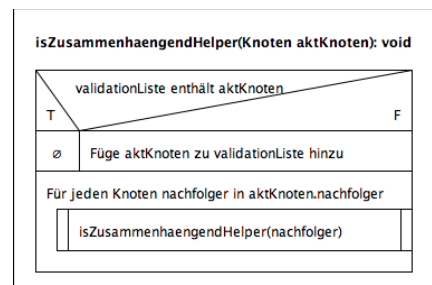 isZusammenhaengendHelper(Knoten aktKnoten): void
validationListe enthält aktKnoten
T F
ø Füge aktKnoten zu validationListe hinzu
Für jeden Knoten nachfolger in aktKnoten.nachfolger
isZusammenhaengendHelper(nachfolger)